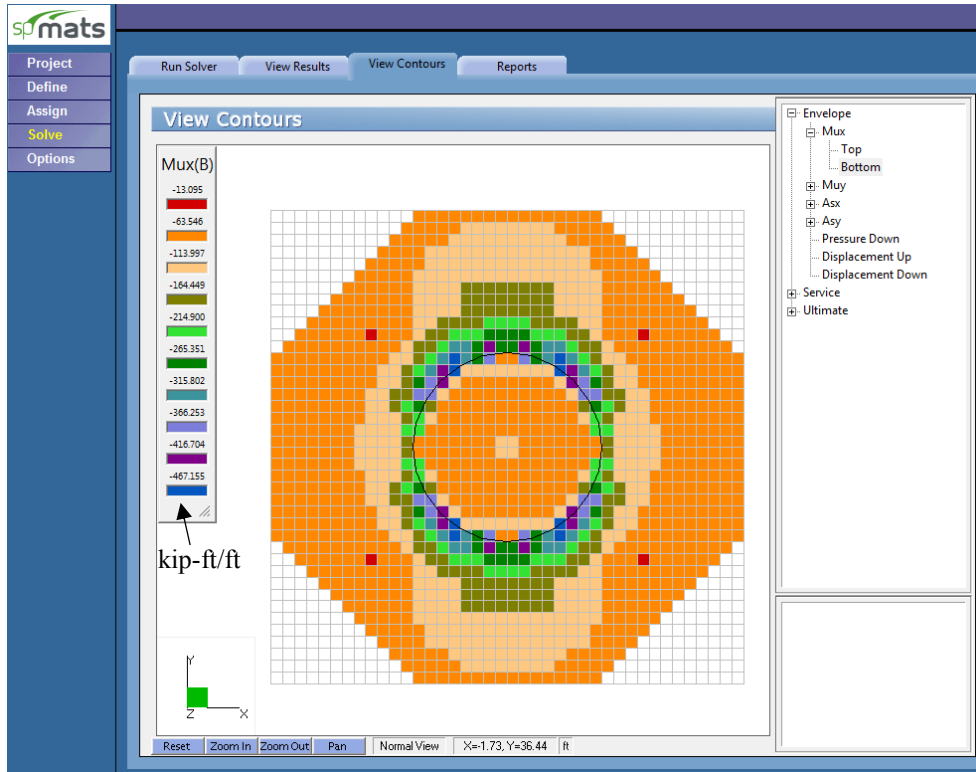 spmats
Project
Define
Assign
Solve
Options
Run Solver
View Results
View Contours
Reports
View Contours
Mux(B)
-13.095
-63.546
-113.997
-164.449
-214.900
-265.351
-315.802
-366.253
-416.704
-467.155
kip-ft/ft
Y
Z
X
Reset
Zoom In
Zoom Out
Pan
Normal View
X=-1.73, Y=36.44
ft
Envelope
Mux
Top
Bottom
Muy
Asx
Asy
Pressure Down
Displacement Up
Displacement Down
Service
Ultimate